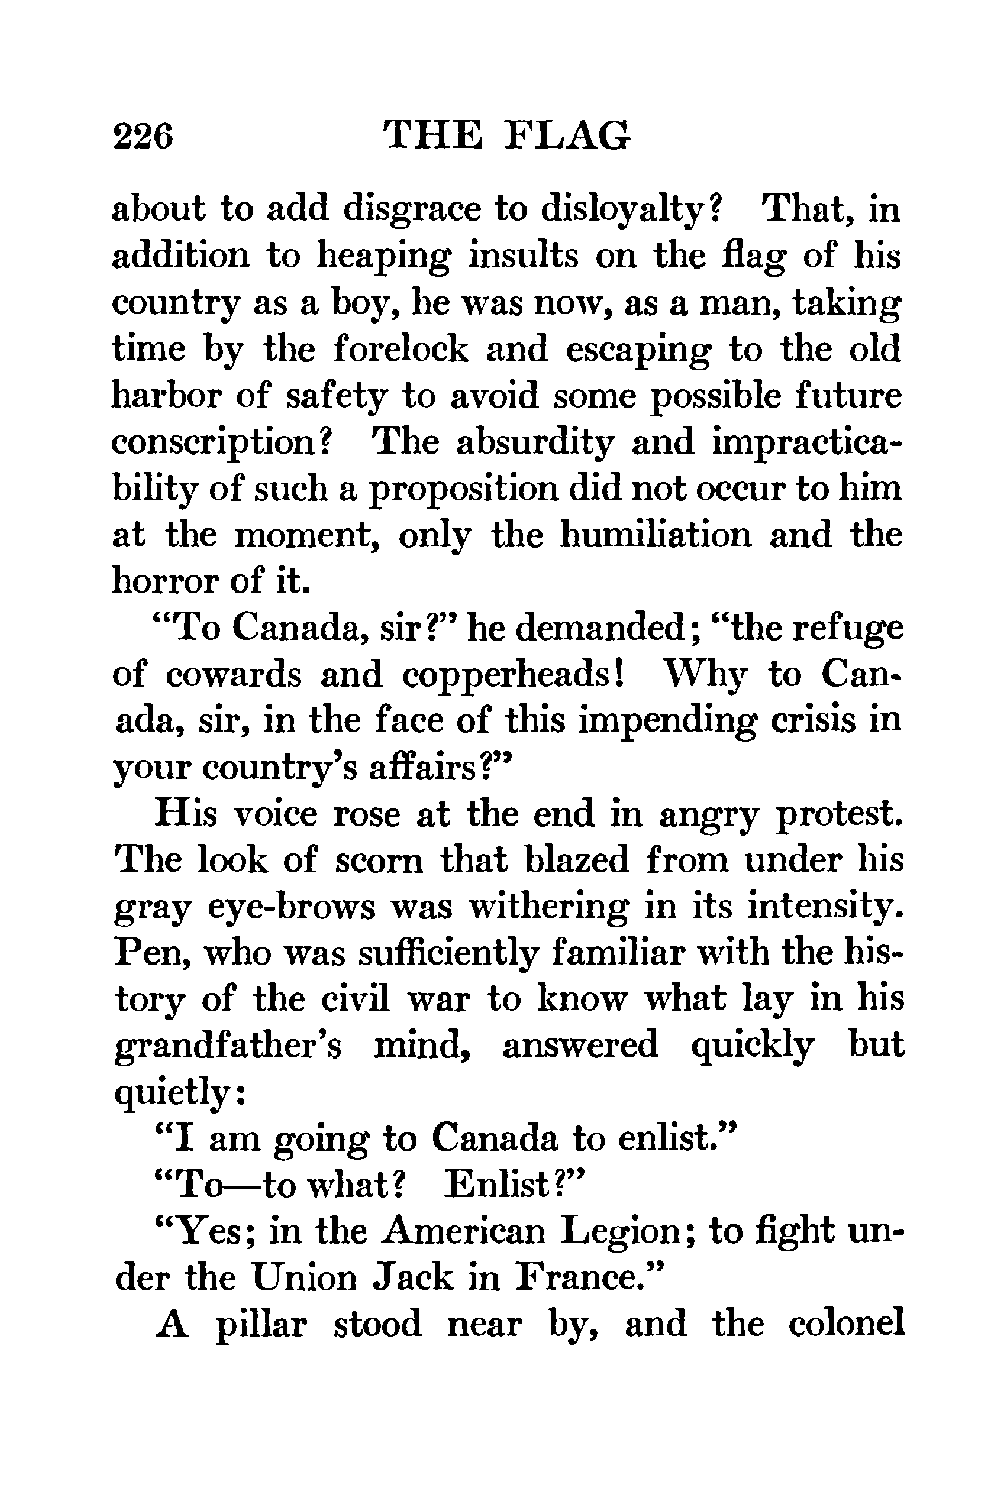 226 THE FLAG
about to add disgrace to disloyalty? That, in
addition to heaping insults on the flag of his
country as a boy, he was now, as a man, taking
time by the forelock and escaping to the old
harbor of safety to avoid some possible future
conscription? The absurdity and impractica-
bility of such a proposition did not occur to him
at the moment, only the humiliation and the
horror of it.
“To Canada, sir?” he demanded; “the refuge
of cowards and copperheads! Why to Can-
ada, sir, in the face of this impending crisis in
your country’s affairs?”
His voice rose at the end in angry protest.
The look of scorn that blazed from under his
gray eye-brows was withering in its intensity.
Pen, who was sufficiently familiar with the his-
tory of the civil war to know what lay in his
grandfather’s mind, answered quickly but
quietly:
“I am going to Canada to enlist.”
“To—to what? Enlist?”
“Yes; in the American Legion; to fight un-
der the Union Jack in France.”
A pillar stood near by, and the colonel